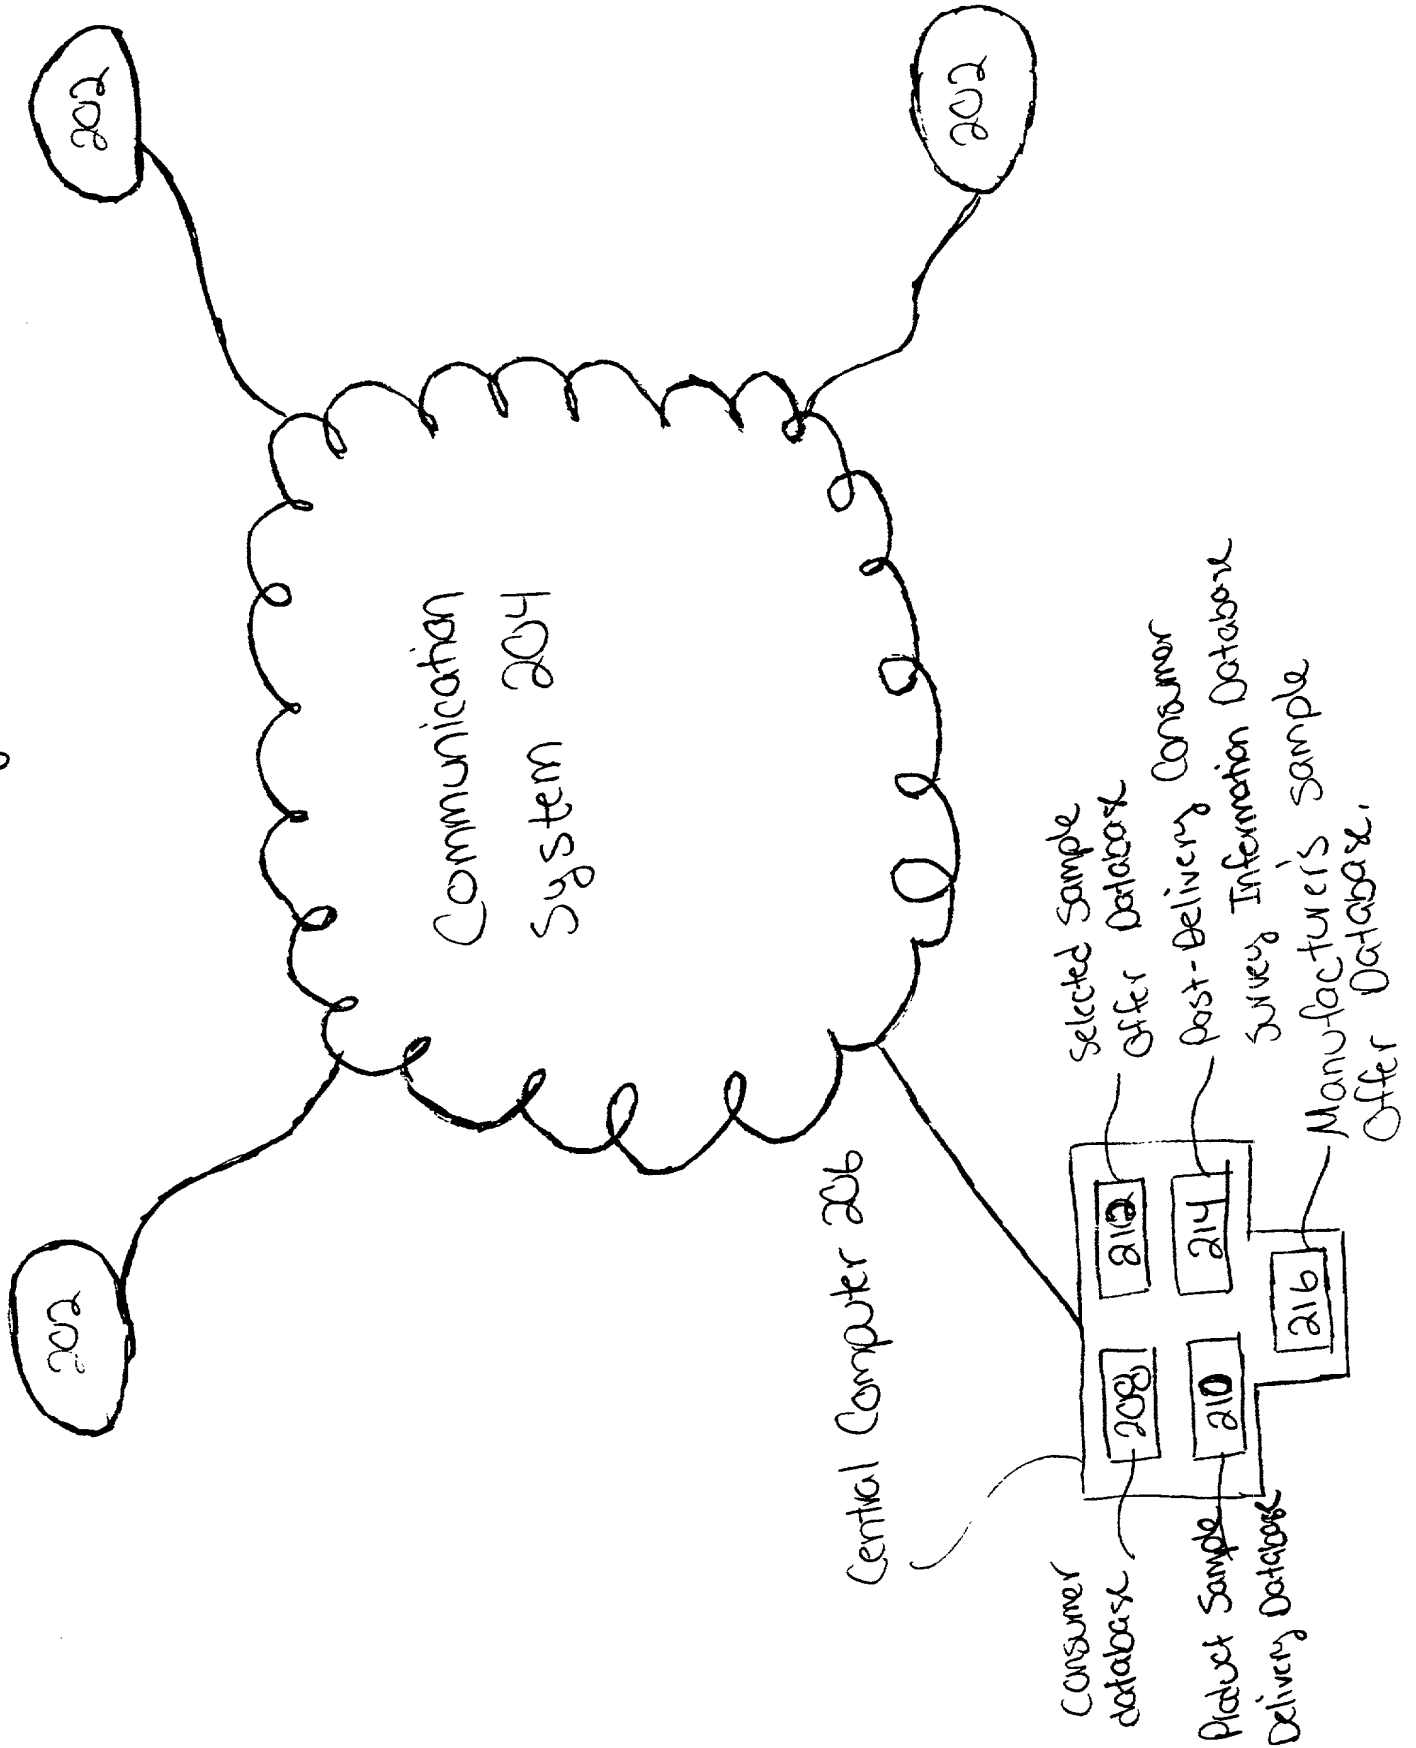 202
202
202
Communication
System 204
Central Computer 206
208
212
210
214
216
Consumer
database
Product Sample
Delivery Database
Selected Sample
Offer Database
Post-Delivery Consumer
Survey Information Database
Manufacturer's Sample
Offer Database.